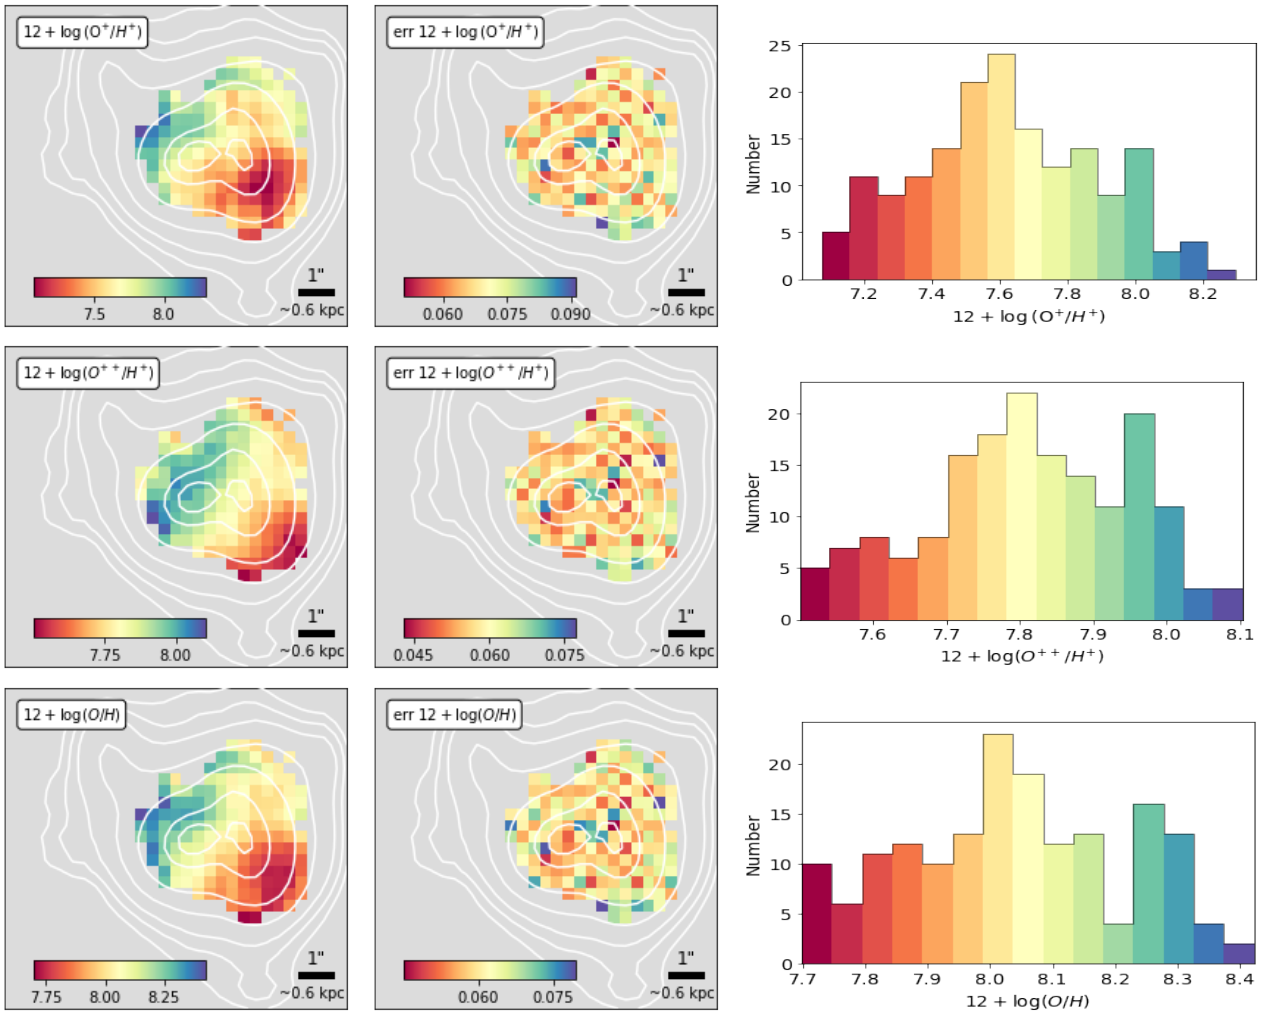 12 + log (O⁺/H⁺)
1"
~0.6 kpc
7.5 8.0
err 12 + log (O⁺/H⁺)
1"
~0.6 kpc
0.060 0.075 0.090
25
20
15
10
5
0
Number
7.2 7.4 7.6 7.8 8.0 8.2
12 + log (O⁺/H⁺)
12 + log(O⁺⁺/H⁺)
1"
~0.6 kpc
7.75 8.00
err 12 + log(O⁺⁺/H⁺)
1"
~0.6 kpc
0.045 0.060 0.075
20
15
10
5
0
Number
7.6 7.7 7.8 7.9 8.0 8.1
12 + log(O⁺⁺/H⁺)
12 + log(O/H)
1"
~0.6 kpc
7.75 8.00 8.25
err 12 + log(O/H)
1"
~0.6 kpc
0.060 0.075
20
15
10
5
0
Number
7.7 7.8 7.9 8.0 8.1 8.2 8.3 8.4
12 + log(O/H)